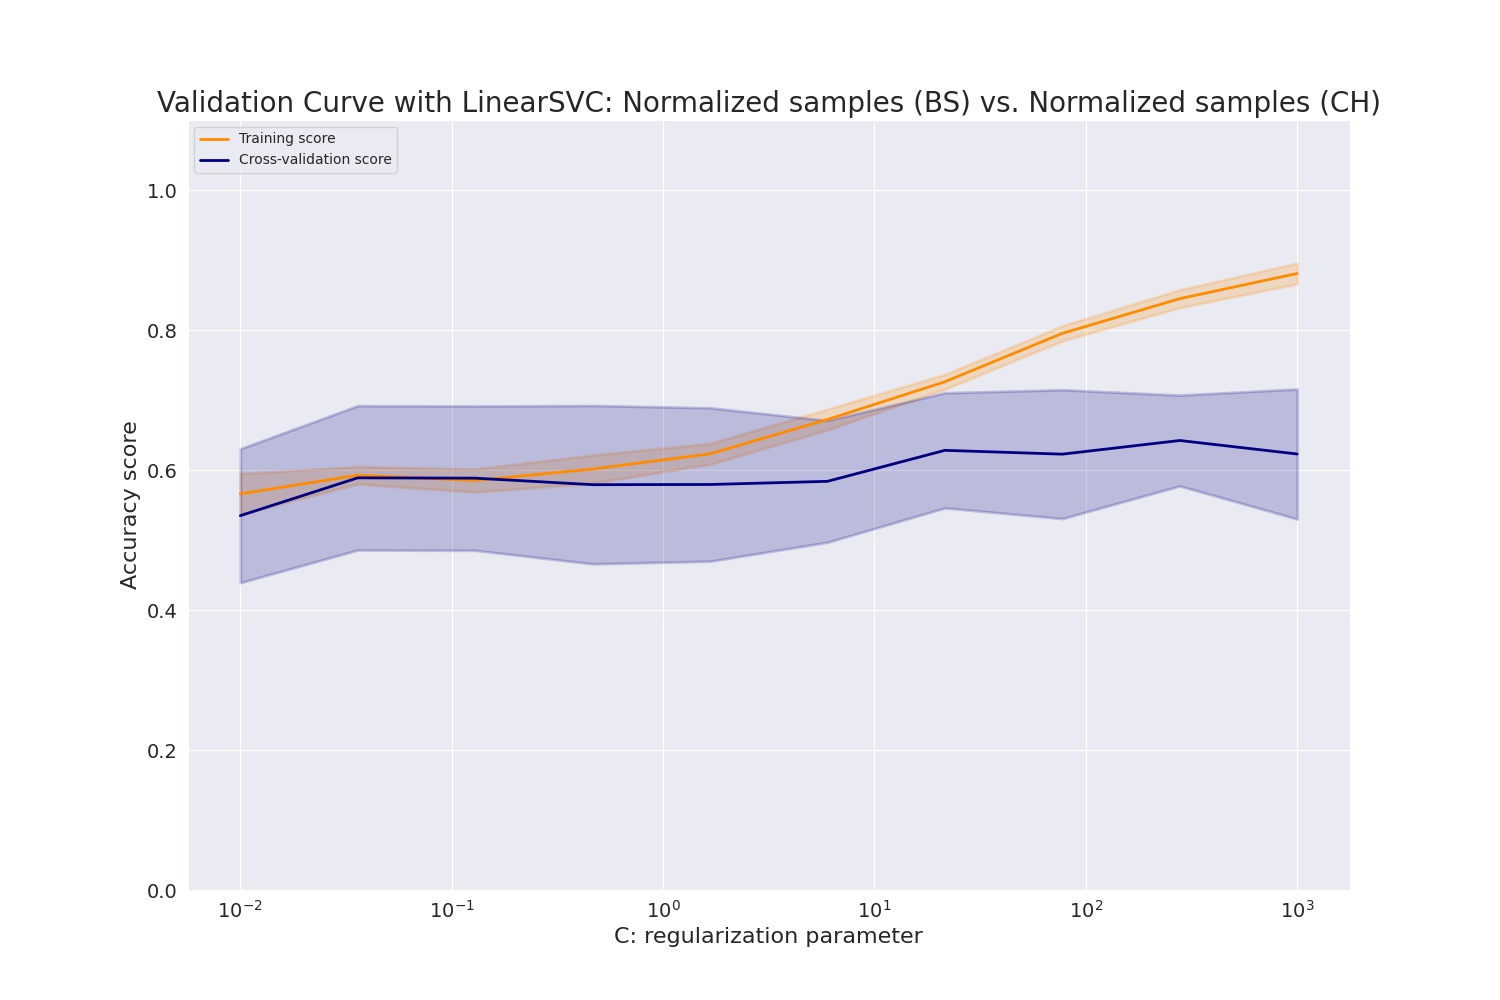 Validation Curve with LinearSVC: Normalized samples (BS) vs. Normalized samples (CH)
Training score
Cross-validation score
1.0
0.8
0.6
0.4
0.2
0.0
Accuracy score
10⁻² 10⁻¹ 10⁰ 10¹ 10² 10³
C: regularization parameter